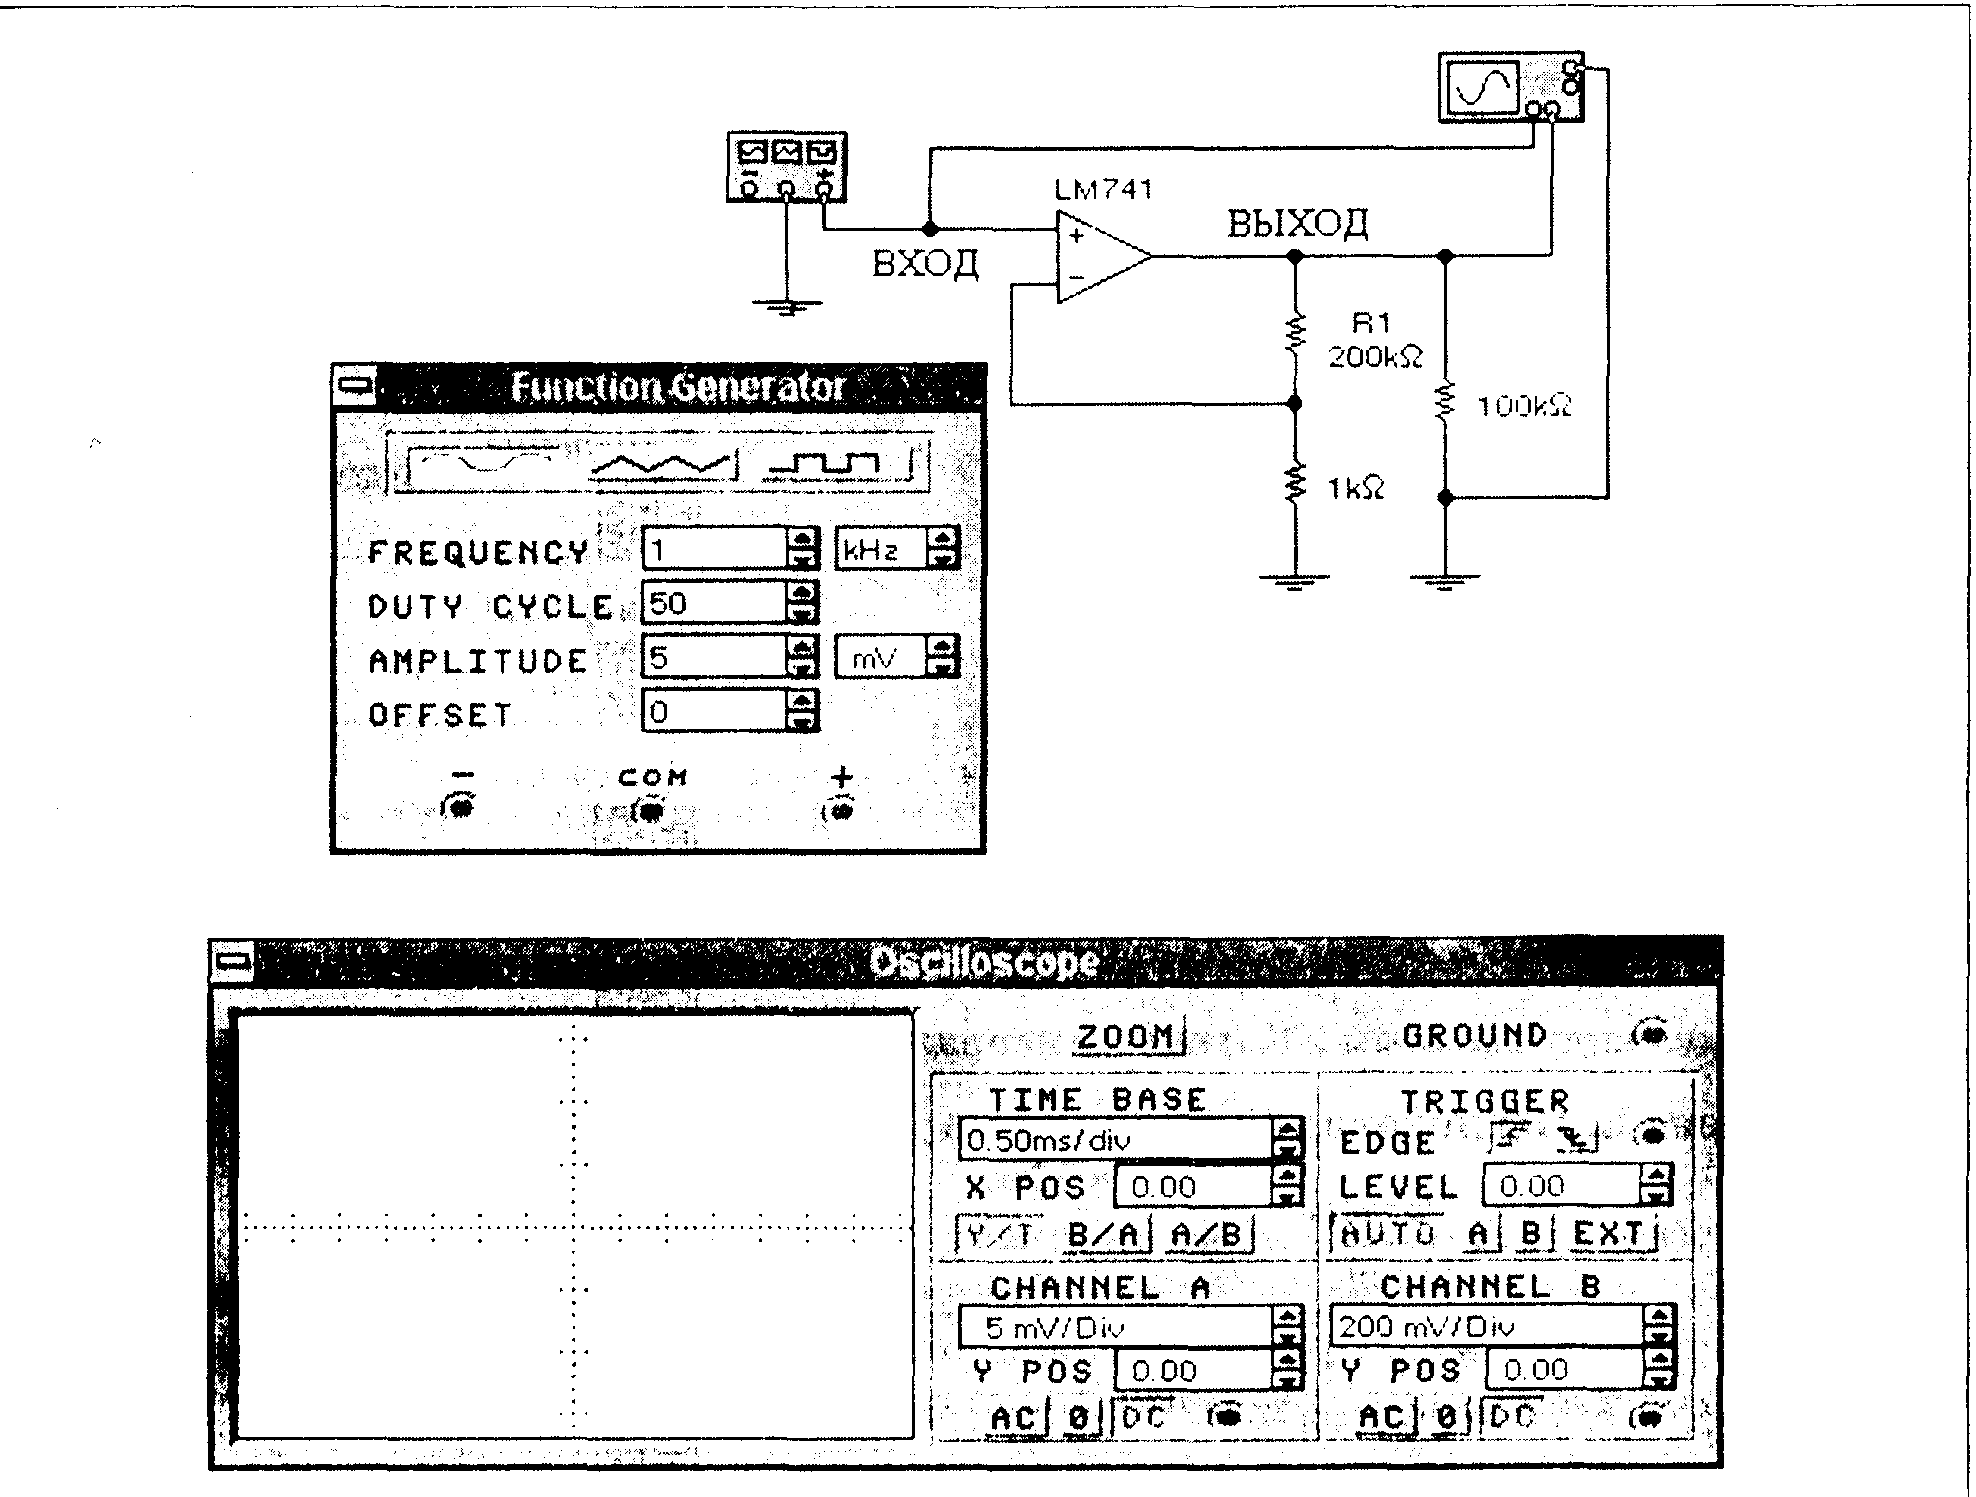 LM741
ВЫХОД
ВХОД
+
−
R1
200kΩ
100kΩ
1kΩ
Function Generator
FREQUENCY 1 kHz
DUTY CYCLE 50
AMPLITUDE 5 mV
OFFSET 0
− COM +
Oscilloscope
ZOOM GROUND
TIME BASE TRIGGER
0.50ms/div EDGE
X POS 0.00 LEVEL 0.00
Y/T B/A A/B AUTO A B EXT
CHANNEL A CHANNEL B
5 mV/Div 200 mV/Div
Y POS 0.00 Y POS 0.00
AC 0 DC AC 0 DC